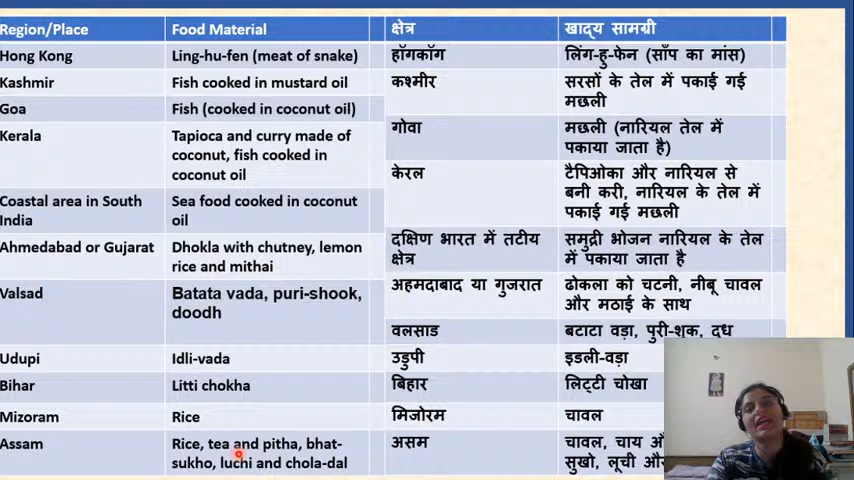 Region/Place
Food Material
Hong Kong
Ling-hu-fen (meat of snake)
Kashmir
Fish cooked in mustard oil
Goa
Fish (cooked in coconut oil)
Kerala
Tapioca and curry made of
coconut, fish cooked in
coconut oil
Coastal area in South
India
Sea food cooked in coconut
oil
Ahmedabad or Gujarat
Dhokla with chutney, lemon
rice and mithai
Valsad
Batata vada, puri-shook,
doodh
Udupi
Idli-vada
Bihar
Litti chokha
Mizoram
Rice
Assam
Rice, tea and pitha, bhat-
sukho, luchi and chola-dal
क्षेत्र
खाद्य सामग्री
हॉगकॉग
लिंग-हु-फेन (साँप का मांस)
कश्मीर
सरसों के तेल में पकाई गई
मछली
गोवा
मछली (नारियल तेल में
पकाया जाता है)
केरल
टैपिओका और नारियल से
बनी करी, नारियल के तेल में
पकाई गई मछली
दक्षिण भारत में तटीय
क्षेत्र
समुद्री भोजन नारियल के तेल
में पकाया जाता है
अहमदाबाद या गुजरात
ढोकला को चटनी, नीबू चावल
और मठाई के साथ
वलसाड
बटाटा वड़ा, पुरी-शूक, दूध
उडुपी
इडली-वड़ा
बिहार
लिट्टी चोखा
मिजोरम
चावल
असम
चावल, चाय
सुखो, लूची